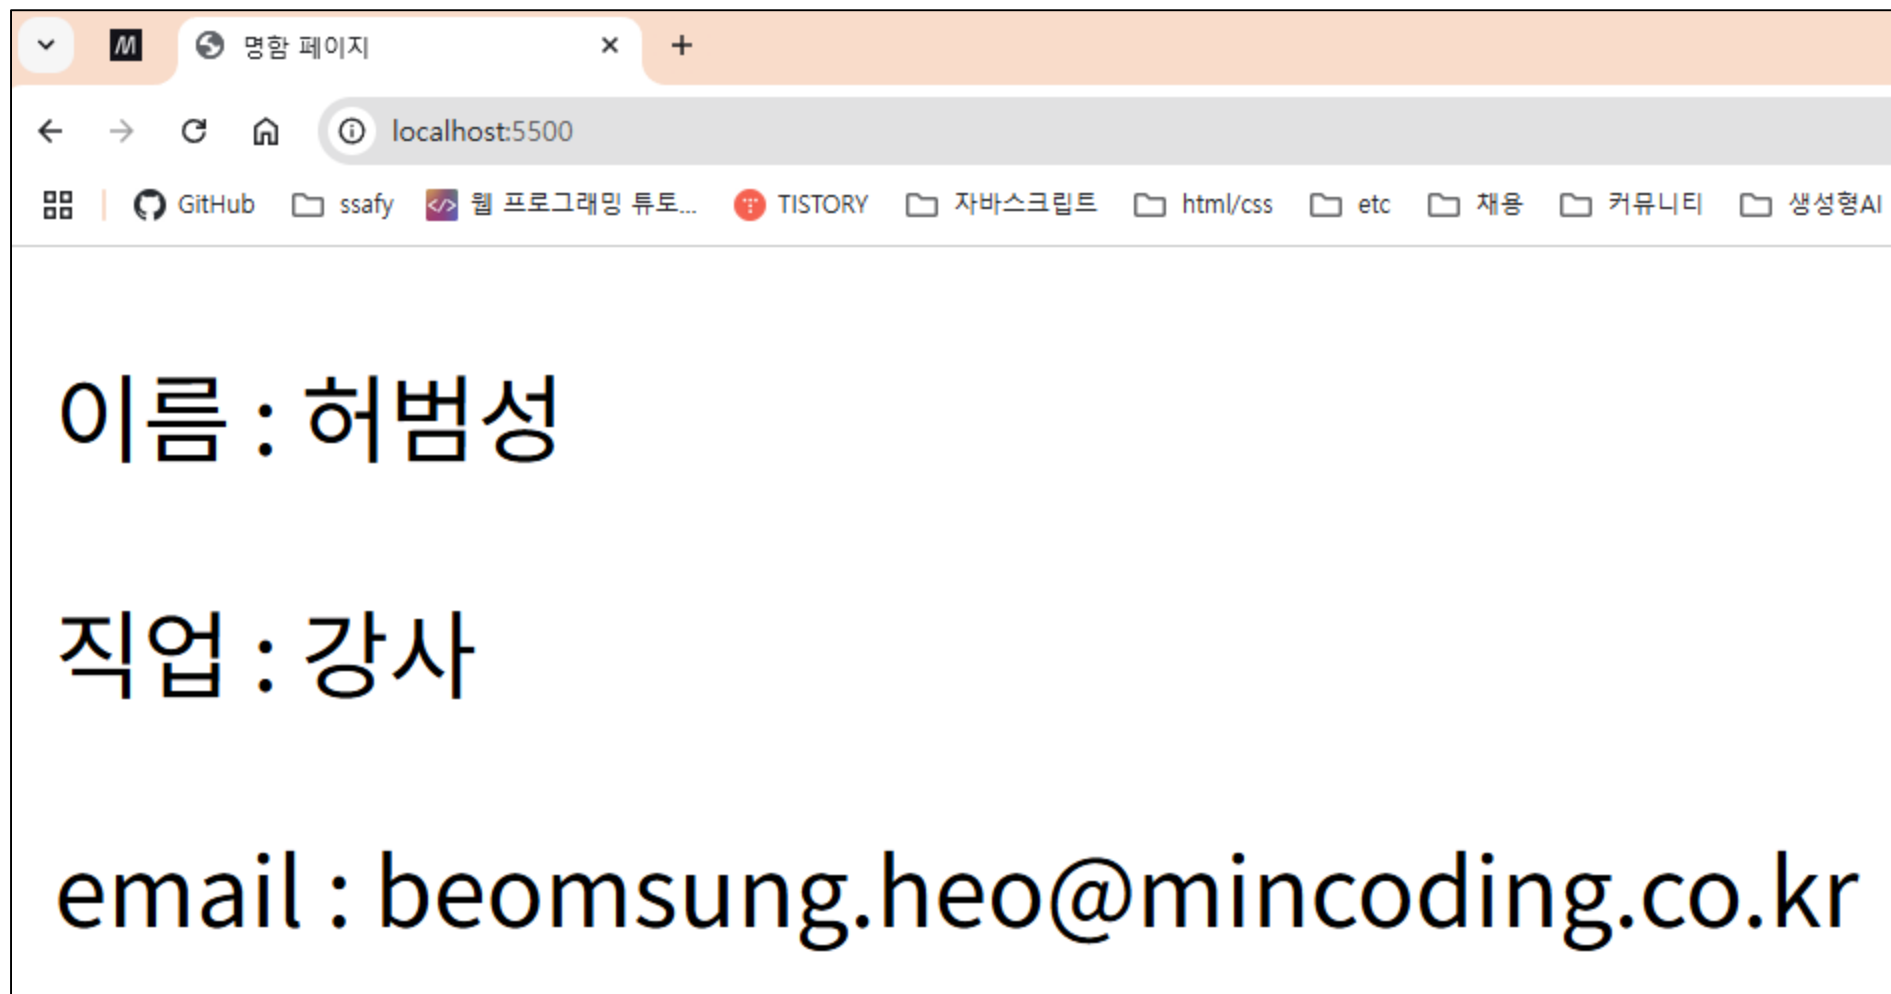 명함 페이지
localhost:5500
GitHub ssafy 웹 프로그래밍 튜토... TISTORY 자바스크립트 html/css etc 채용 커뮤니티 생성형AI
이름 : 허범성
직업 : 강사
email : beomsung.heo@mincoding.co.kr